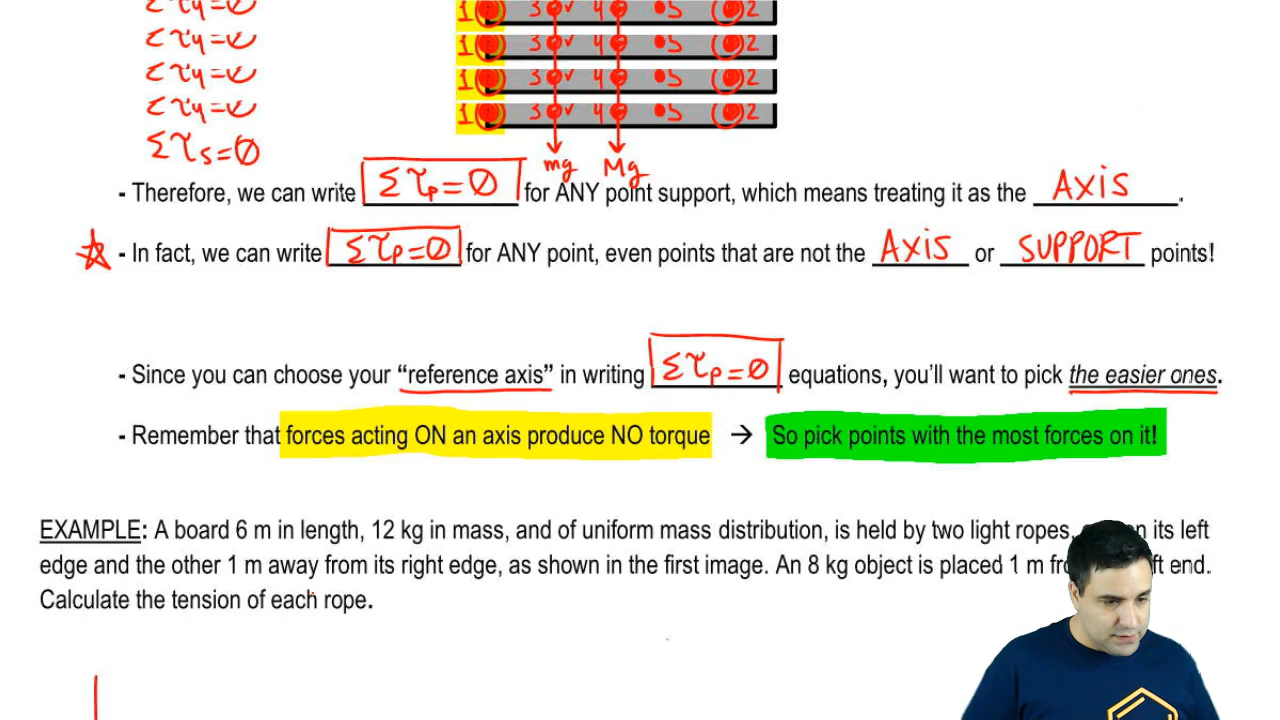 Στ4=0
1 3 4 5 2
Στ4=0
1 3 4 5 2
Στ4=0
1 3 4 5 2
Στ4=0
1 3 4 5 2
Στ5=0
mg Mg
- Therefore, we can write Στp=0 for ANY point support, which means treating it as the AXIS.
- In fact, we can write Στp=0 for ANY point, even points that are not the AXIS or SUPPORT points!
- Since you can choose your “reference axis” in writing Στp=0 equations, you’ll want to pick the easier ones.
- Remember that forces acting ON an axis produce NO torque → So pick points with the most forces on it!
EXAMPLE: A board 6 m in length, 12 kg in mass, and of uniform mass distribution, is held by two light ropes, on its left
edge and the other 1 m away from its right edge, as shown in the first image. An 8 kg object is placed 1 m end.
Calculate the tension of each rope.